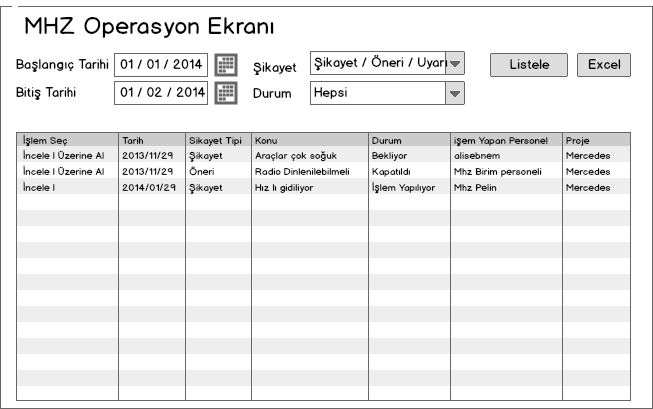 MHZ Operasyon Ekranı
Başlangıç Tarihi 01 / 01 / 2014 Şikayet Şikayet / Öneri / Uyarı Listele Excel
Bitiş Tarihi 01 / 02 / 2014 Durum Hepsi
İşlem Seç Tarih Sikayet Tipi Konu Durum işem Yapan Personel Proje
İncele | Üzerine Al 2013/11/29 Şikayet Araçlar çok soğuk Bekliyor alisebnem Mercedes
İncele | Üzerine Al 2013/11/29 Öneri Radio Dinlenilebilmeli Kapatıldı Mhz Birim personeli Mercedes
İncele | 2014/01/29 Şikayet Hız lı gidiliyor İşlem Yapılıyor Mhz Pelin Mercedes